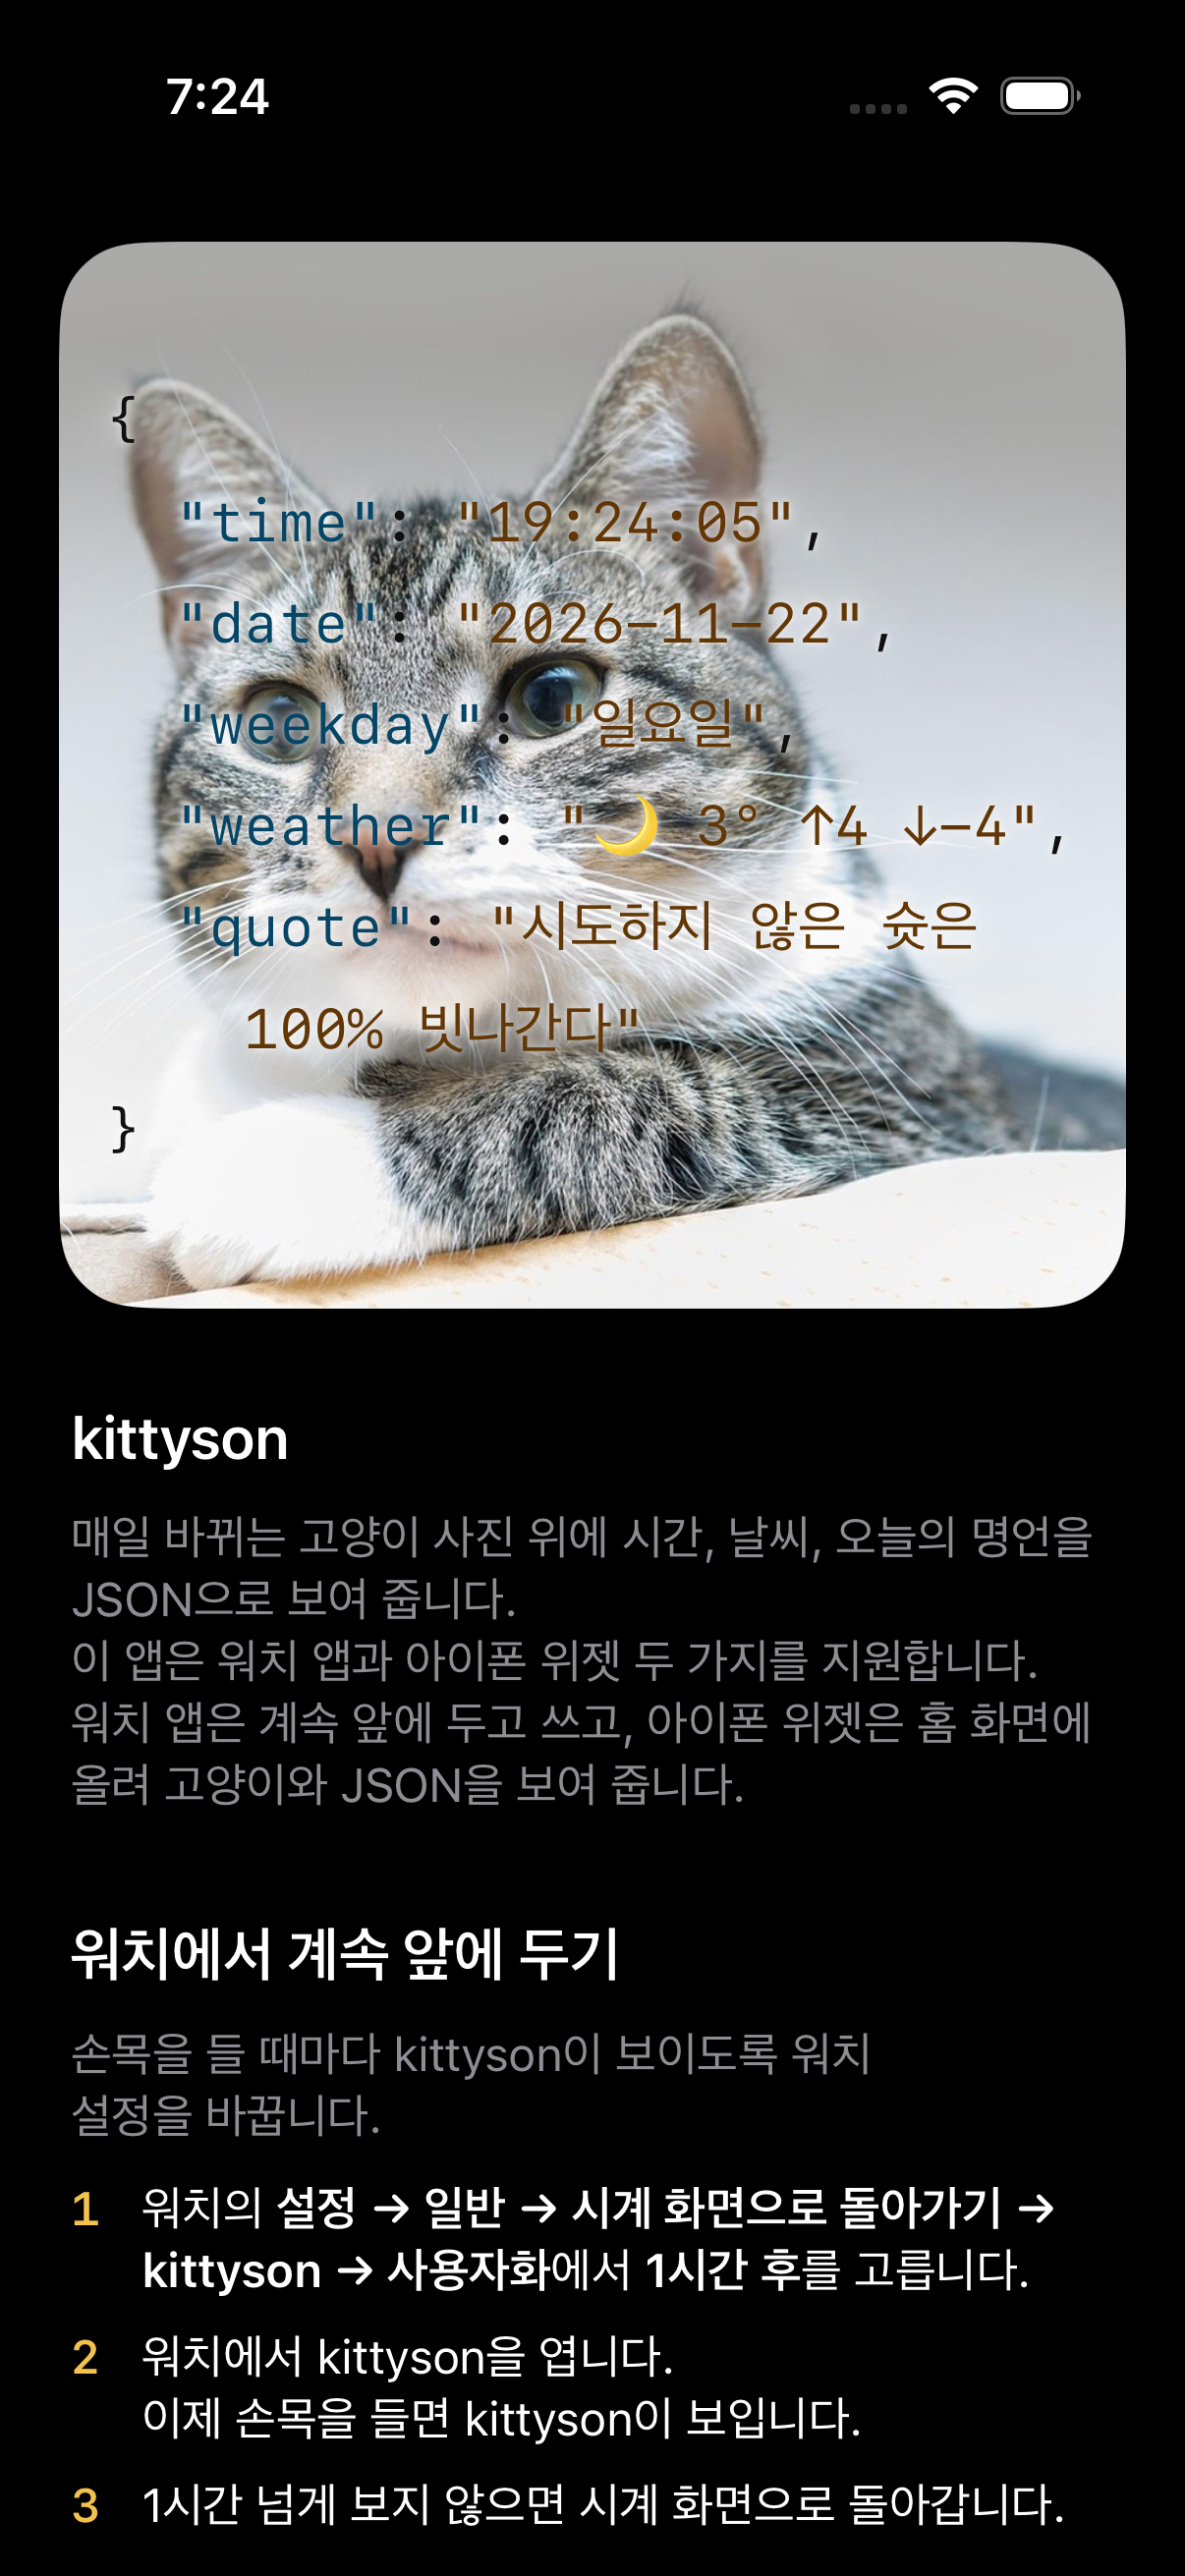 7:24
{
"time": "19:24:05",
"date": "2026-11-22",
"weekday": "일요일",
"weather": "🌙 3° ↑4 ↓-4",
"quote": "시도하지 않은 슛은
100% 빗나간다"
}
kittyson
매일 바뀌는 고양이 사진 위에 시간, 날씨, 오늘의 명언을
JSON으로 보여 줍니다.
이 앱은 워치 앱과 아이폰 위젯 두 가지를 지원합니다.
워치 앱은 계속 앞에 두고 쓰고, 아이폰 위젯은 홈 화면에
올려 고양이와 JSON을 보여 줍니다.
워치에서 계속 앞에 두기
손목을 들 때마다 kittyson이 보이도록 워치
설정을 바꿉니다.
1 워치의 설정 → 일반 → 시계 화면으로 돌아가기 →
kittyson → 사용자화에서 1시간 후를 고릅니다.
2 워치에서 kittyson을 엽니다.
이제 손목을 들면 kittyson이 보입니다.
3 1시간 넘게 보지 않으면 시계 화면으로 돌아갑니다.